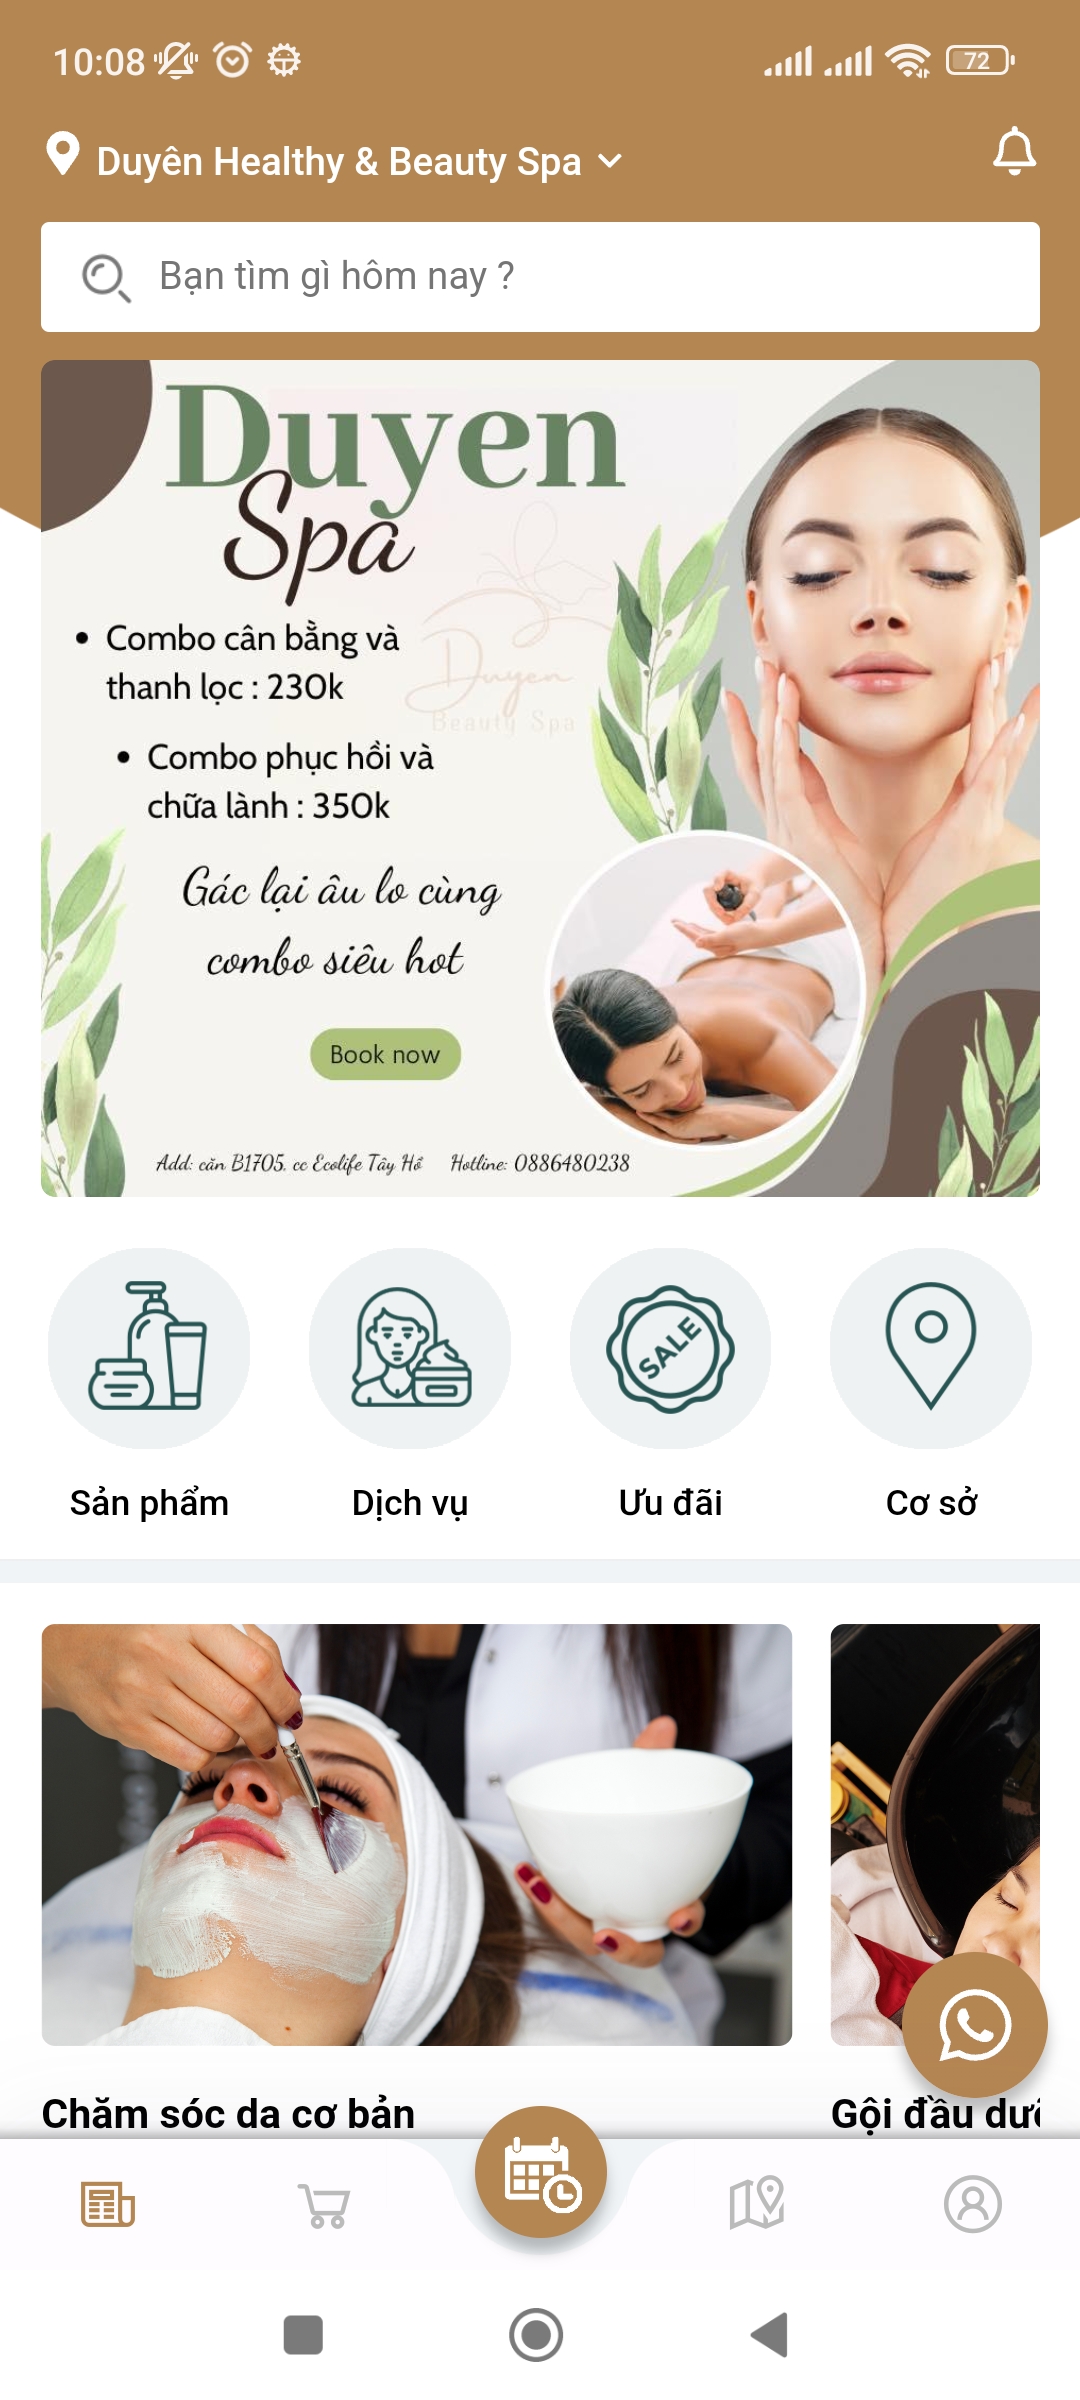 10:08
72
Duyên Healthy & Beauty Spa
Bạn tìm gì hôm nay ?
Duyen
Spa
Duyen
Beauty Spa
• Combo cân bằng và
thanh lọc : 230k
• Combo phục hồi và
chữa lành : 350k
Gác lại âu lo cùng
combo siêu hot
Book now
Add: căn B1705. cc Ecolife Tây Hồ Hotline: 0886480238
SALE
Sản phẩm Dịch vụ Ưu đãi Cơ sở
Chăm sóc da cơ bản Gội đầu